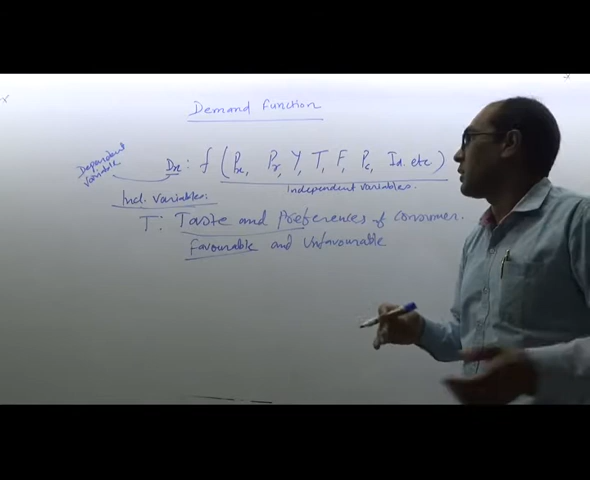 Demand function
Dependent
variable
Dx : f (Px, Pr, Y, T, F, Pc, Id. etc)
Independent variables.
Ind. variables:
T: Taste and Preferences of consumer.
Favourable and Unfavourable